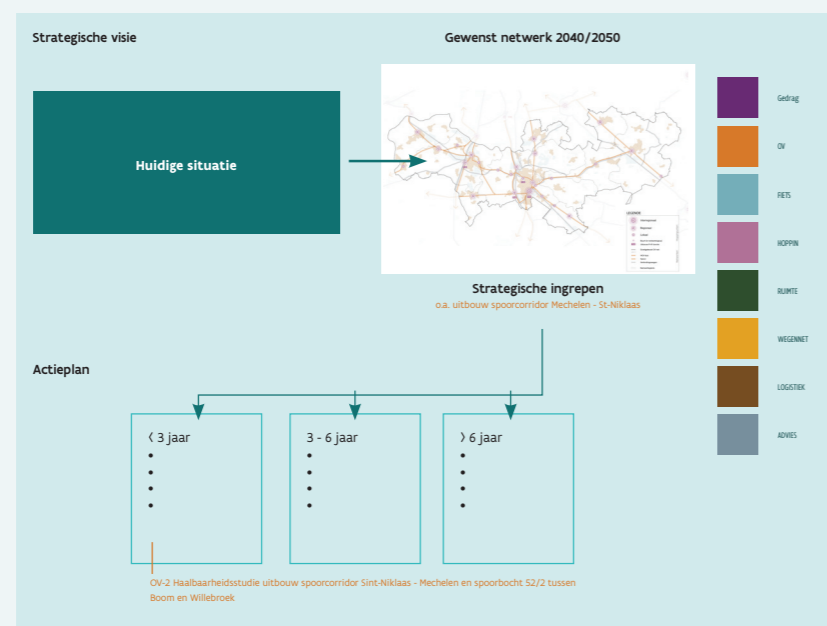 Strategische visie
Gewenst netwerk 2040/2050
Huidige situatie
Strategische ingrepen
o.a. uitbouw spoorcorridor Mechelen - St-Niklaas
Gedrag
OV
FIETS
HOPPIN
RUIMTE
WEGENNET
LOGISTIEK
ADVIES
Actieplan
< 3 jaar
•
•
•
•
3 - 6 jaar
•
•
•
•
> 6 jaar
•
•
•
•
OV-2 Haalbaarheidsstudie uitbouw spoorcorridor Sint-Niklaas - Mechelen en spoorbocht 52/2 tussen
Boom en Willebroek